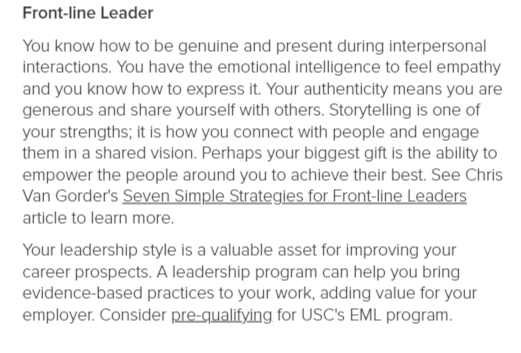 Front-line Leader
You know how to be genuine and present during interpersonal
interactions. You have the emotional intelligence to feel empathy
and you know how to express it. Your authenticity means you are
generous and share yourself with others. Storytelling is one of
your strengths; it is how you connect with people and engage
them in a shared vision. Perhaps your biggest gift is the ability to
empower the people around you to achieve their best. See Chris
Van Gorder's Seven Simple Strategies for Front-line Leaders
article to learn more.
Your leadership style is a valuable asset for improving your
career prospects. A leadership program can help you bring
evidence-based practices to your work, adding value for your
employer. Consider pre-qualifying for USC's EML program.